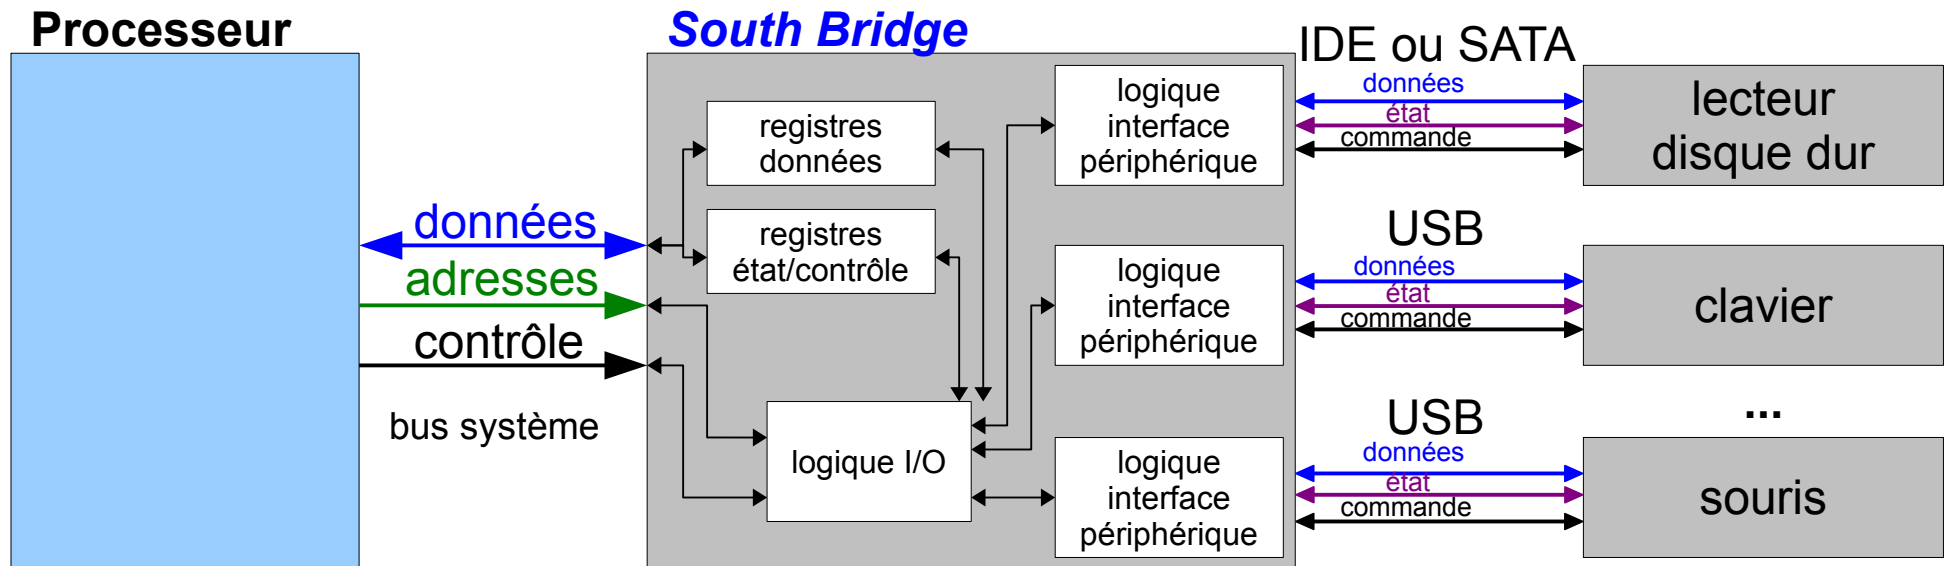 Processeur
South Bridge
IDE ou SATA
données
adresses
contrôle
bus système
registres
données
registres
état/contrôle
logique I/O
logique
interface
périphérique
logique
interface
périphérique
logique
interface
périphérique
données
état
commande
lecteur
disque dur
USB
données
état
commande
clavier
...
USB
données
état
commande
souris